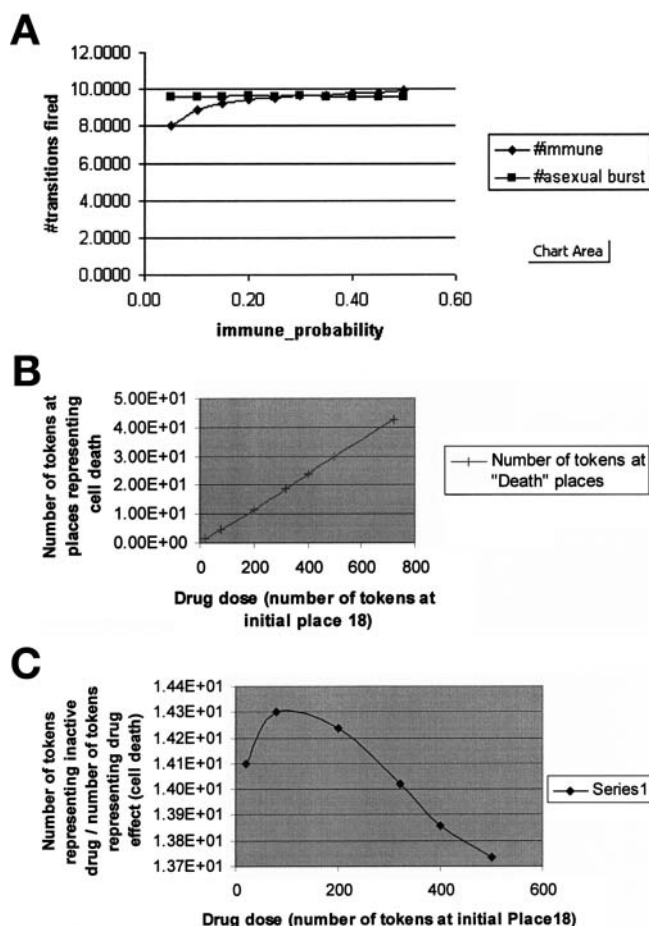 A
12.0000
10.0000
8.0000
6.0000
4.0000
2.0000
0.0000
#transitions fired
0.00
0.20
0.40
0.60
immune_probability
#immune
#asexual burst
Chart Area
B
5.00E+01
4.00E+01
3.00E+01
2.00E+01
1.00E+01
0.00E+00
Number of tokens at
places representing
cell death
0
200
400
600
800
Drug dose (number of tokens at
initial place 18)
Number of tokens at
"Death" places
C
1.44E+01
1.43E+01
1.42E+01
1.41E+01
1.40E+01
1.39E+01
1.38E+01
1.37E+01
Number of tokens
representing inactive
drug / number of tokens
representing drug
effect (cell death)
0
200
400
600
Drug dose (number of tokens at initial Place18)
Series1